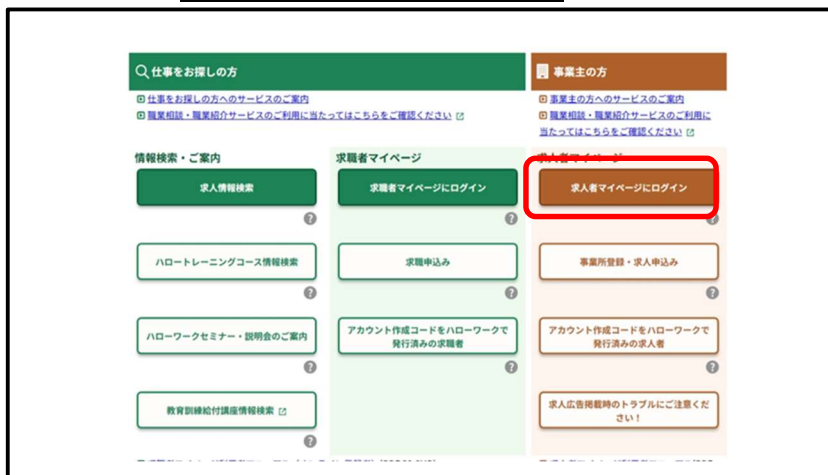 仕事をお探しの方
仕事をお探しの方へのサービスのご案内
職業相談・職業紹介サービスのご利用に当たってはこちらをご確認ください
情報検索・ご案内
求人情報検索
ハロートレーニングコース情報検索
ハローワークセミナー・説明会のご案内
教育訓練給付講座情報検索
求職者マイページ
求職者マイページにログイン
求職申込み
アカウント作成コードをハローワークで
発行済みの求職者
事業主の方
事業主の方へのサービスのご案内
職業相談・職業紹介サービスのご利用に
当たってはこちらをご確認ください
求人者マイページ
求人者マイページにログイン
事業所登録・求人申込み
アカウント作成コードをハローワークで
発行済みの求人者
求人広告掲載時のトラブルにご注意くだ
さい!